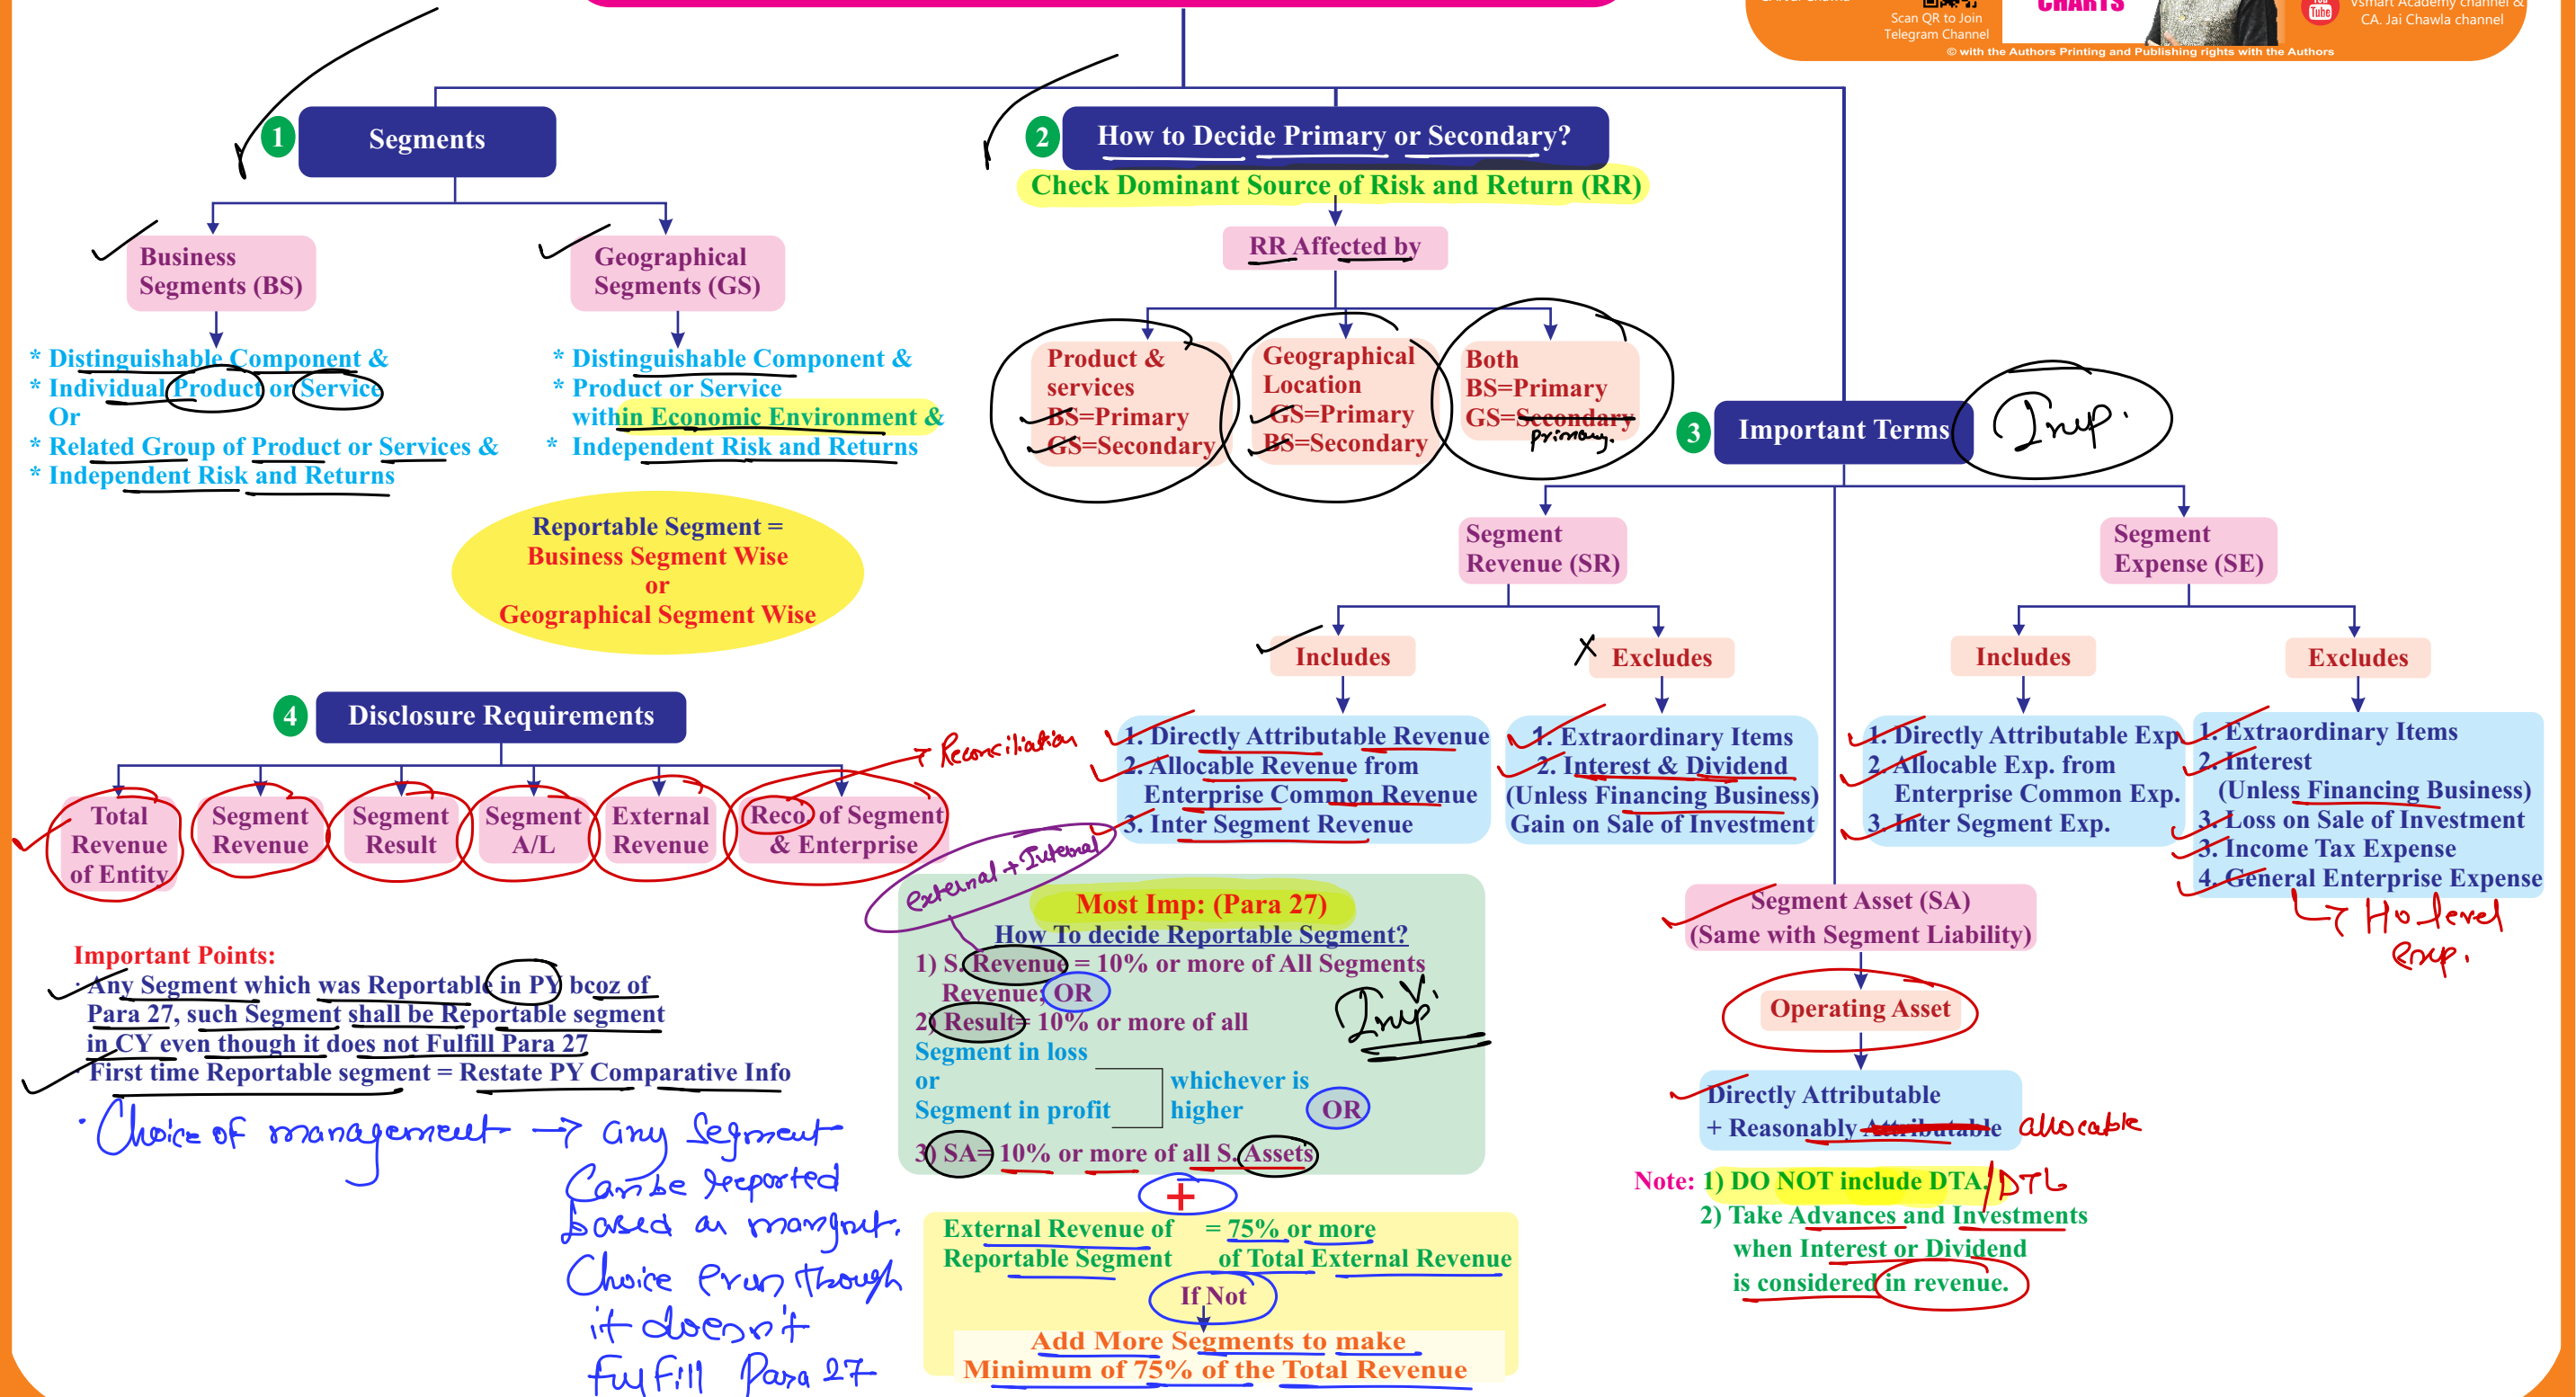 CHARTS
Scan QR to Join
Telegram Channel
You
Tube
Vsmart Academy channel &
CA. Jai Chawla channel
© with the Authors Printing and Publishing rights with the Authors
1
Segments
Business
Segments (BS)
* Distinguishable Component &
* Individual Product or Service
Or
* Related Group of Product or Services &
* Independent Risk and Returns
Geographical
Segments (GS)
* Distinguishable Component &
* Product or Service
within Economic Environment &
* Independent Risk and Returns
Reportable Segment =
Business Segment Wise
or
Geographical Segment Wise
2
How to Decide Primary or Secondary?
Check Dominant Source of Risk and Return (RR)
RR Affected by
Product &
services
BS=Primary
GS=Secondary
Geographical
Location
GS=Primary
BS=Secondary
Both
BS=Primary
GS=Secondary
primary.
3
Important Terms
Imp.
Segment
Revenue (SR)
Includes
1. Directly Attributable Revenue
2. Allocable Revenue from
Enterprise Common Revenue
3. Inter Segment Revenue
Excludes
1. Extraordinary Items
2. Interest & Dividend
(Unless Financing Business)
Gain on Sale of Investment
Segment
Expense (SE)
Includes
1. Directly Attributable Exp
2. Allocable Exp. from
Enterprise Common Exp.
3. Inter Segment Exp.
Excludes
1. Extraordinary Items
2. Interest
(Unless Financing Business)
3. Loss on Sale of Investment
3. Income Tax Expense
4. General Enterprise Expense
→ Ho level
Exp.
Segment Asset (SA)
(Same with Segment Liability)
Operating Asset
Directly Attributable
+ Reasonably Attributable allocable
Note: 1) DO NOT include DTA. /DTL
2) Take Advances and Investments
when Interest or Dividend
is considered in revenue.
4
Disclosure Requirements
Total
Revenue
of Entity
Segment
Revenue
Segment
Result
Segment
A/L
External
Revenue
Reco. of Segment
& Enterprise
→ Reconciliation
Important Points:
· Any Segment which was Reportable in PY bcoz of
Para 27, such Segment shall be Reportable segment
in CY even though it does not Fulfill Para 27
· First time Reportable segment = Restate PY Comparative Info
· Choice of management → any Segment
Can be reported
based on mangmt.
Choice even though
it doesn't
fulfill Para 27
external + Internal
Most Imp: (Para 27)
How To decide Reportable Segment?
1) S. Revenue = 10% or more of All Segments
Revenue; OR
2) Result= 10% or more of all
Segment in loss
or
Segment in profit
whichever is
higher
OR
3) SA= 10% or more of all S. Assets
V.
Imp
+
External Revenue of = 75% or more
Reportable Segment of Total External Revenue
If Not
Add More Segments to make
Minimum of 75% of the Total Revenue